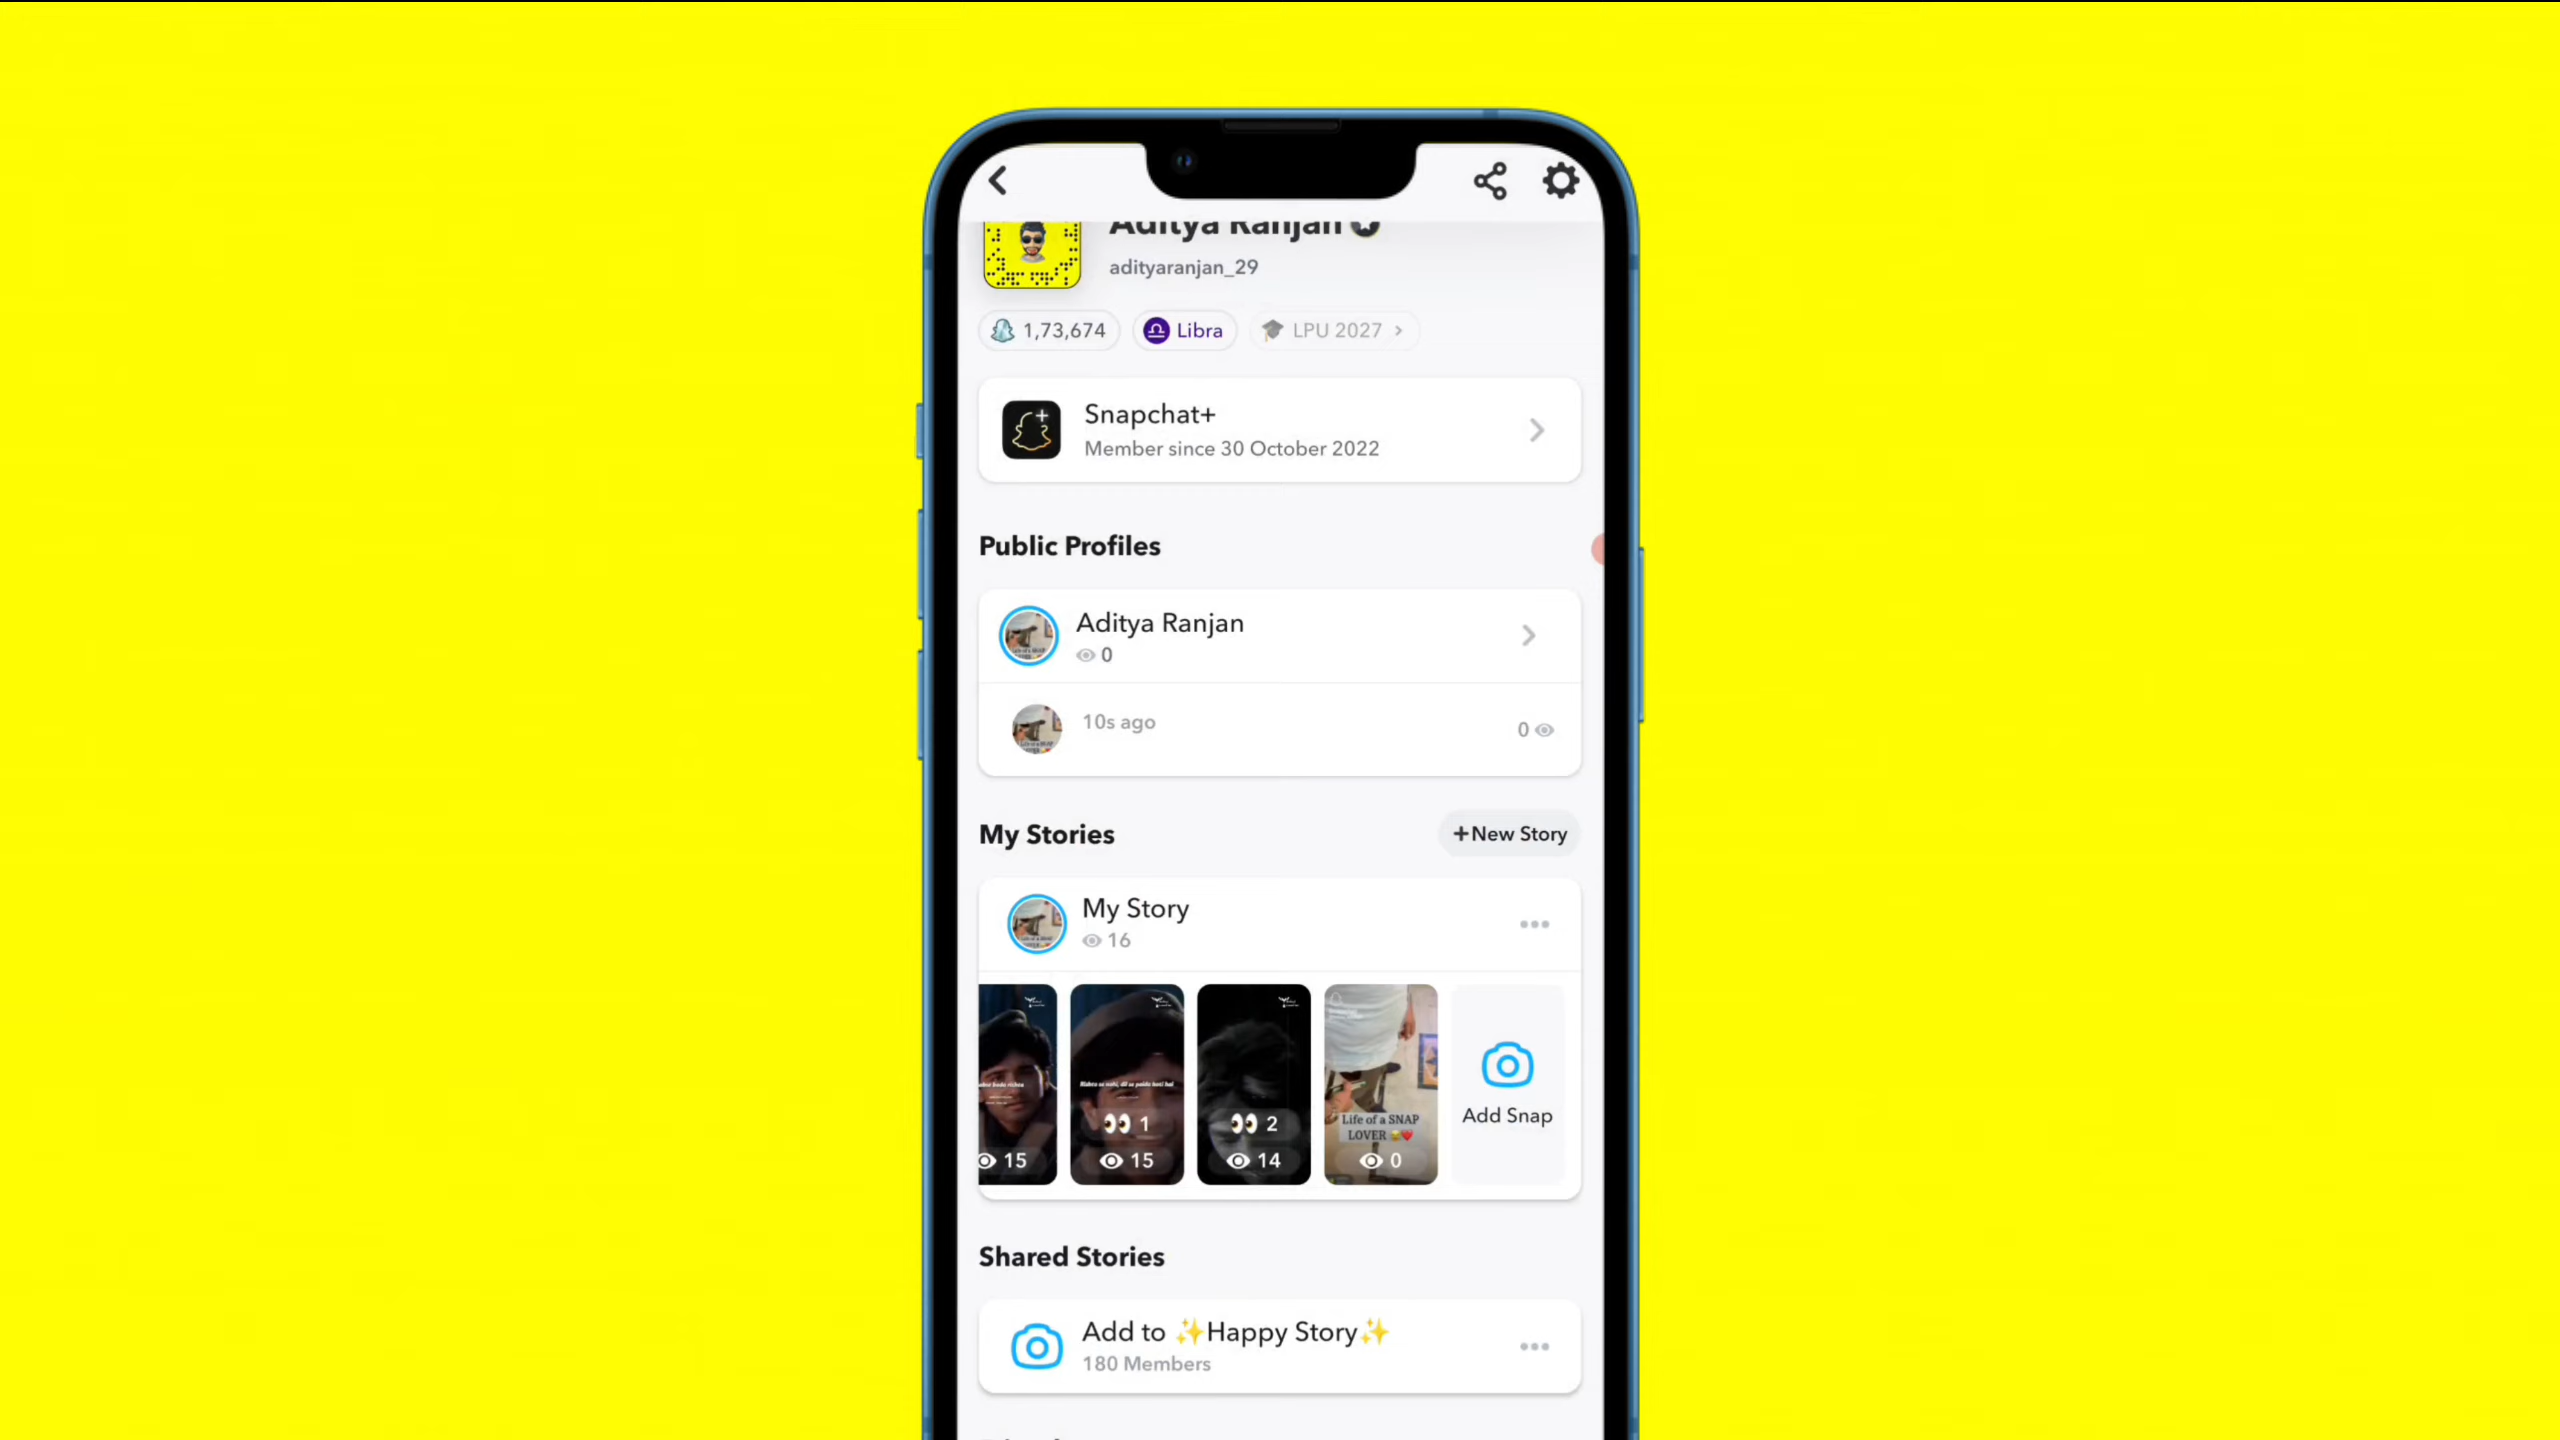 Aditya Ranjan
adityaranjan_29
1,73,674
Libra
LPU 2027
Snapchat+
Member since 30 October 2022
Public Profiles
Aditya Ranjan
0
10s ago
0
My Stories
+New Story
My Story
16
15
1
15
2
14
Life of a SNAP
LOVER 😂❤️
0
Add Snap
Shared Stories
Add to ✨Happy Story✨
180 Members